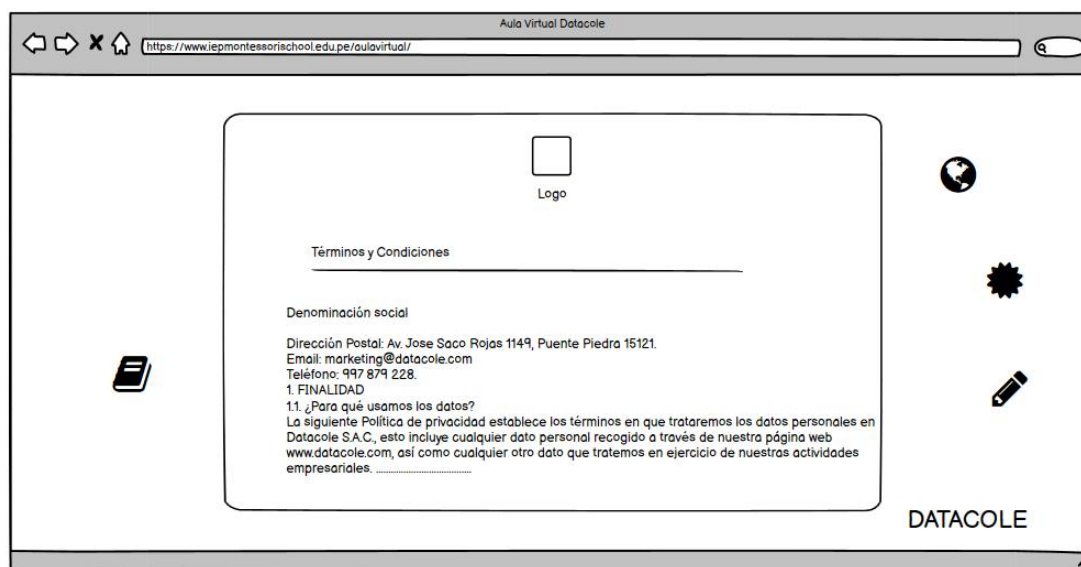 Aula Virtual Datacole
https://www.iepmontessorischool.edu.pe/aulavirtual/
Logo
Términos y Condiciones
Denominación social
Dirección Postal: Av. Jose Saco Rojas 1149, Puente Piedra 15121.
Email: marketing@datacole.com
Teléfono: 997 879 228.
1. FINALIDAD
1.1. ¿Para qué usamos los datos?
La siguiente Política de privacidad establece los términos en que trataremos los datos personales en
Datacole S.A.C., esto incluye cualquier dato personal recogido a través de nuestra página web
www.datacole.com, así como cualquier otro dato que tratemos en ejercicio de nuestras actividades
empresariales. ......................................
DATACOLE